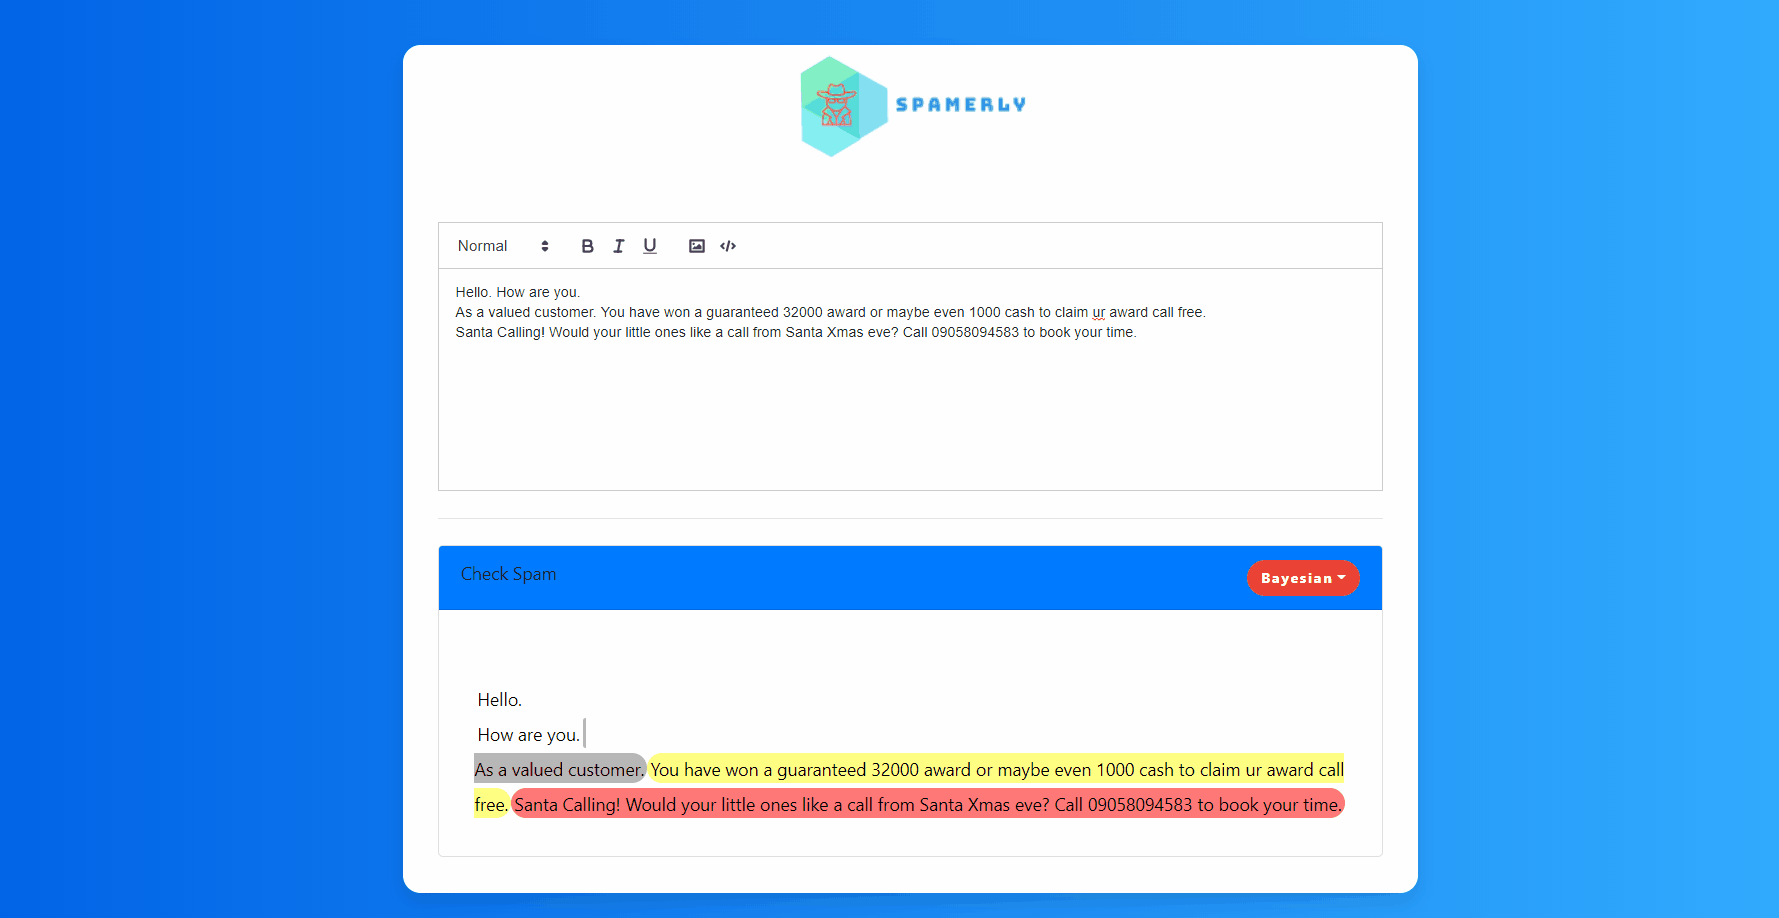 SPAMERLY
Normal
Hello. How are you.
As a valued customer. You have won a guaranteed 32000 award or maybe even 1000 cash to claim ur award call free.
Santa Calling! Would your little ones like a call from Santa Xmas eve? Call 09058094583 to book your time.
Check Spam
Bayesian
Hello.
How are you.
As a valued customer. You have won a guaranteed 32000 award or maybe even 1000 cash to claim ur award call
free. Santa Calling! Would your little ones like a call from Santa Xmas eve? Call 09058094583 to book your time.